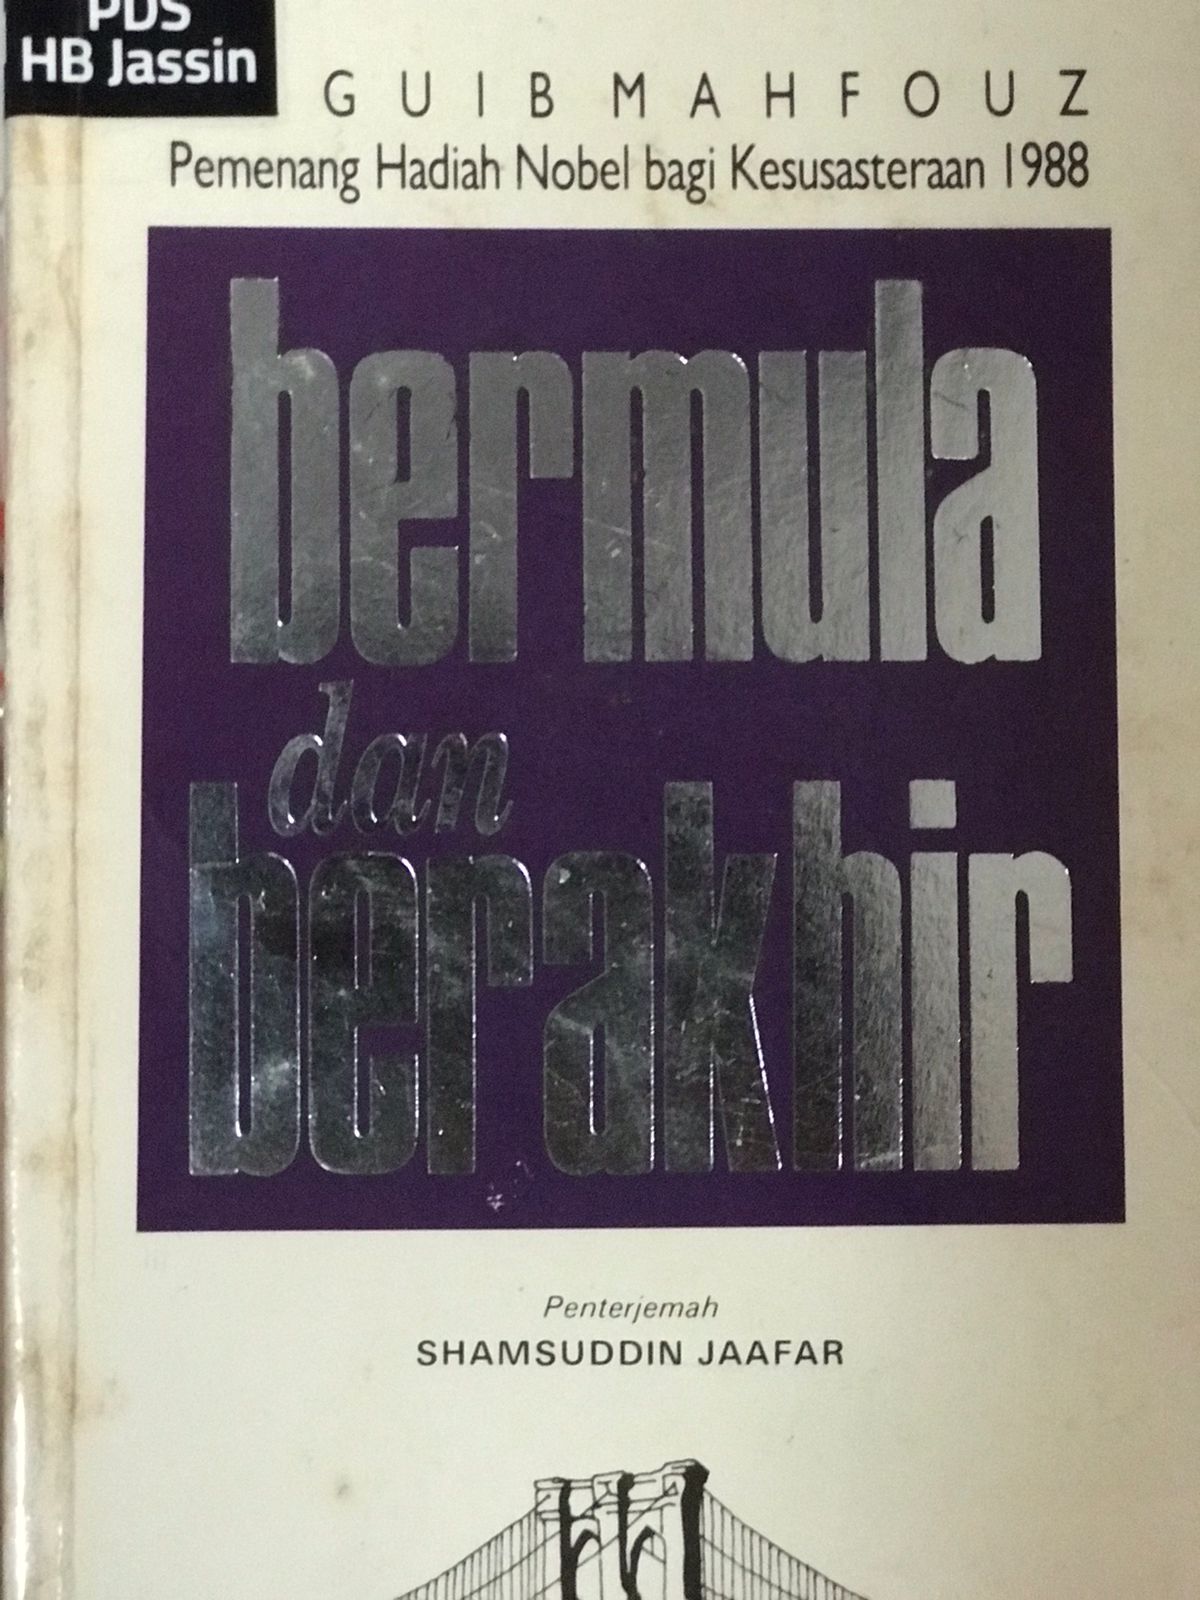 PDS
HB Jassin
GUIB MAHFOUZ
Pemenang Hadiah Nobel bagi Kesusasteraan 1988
bermula
dan
berakhir
Penterjemah
SHAMSUDDIN JAAFAR